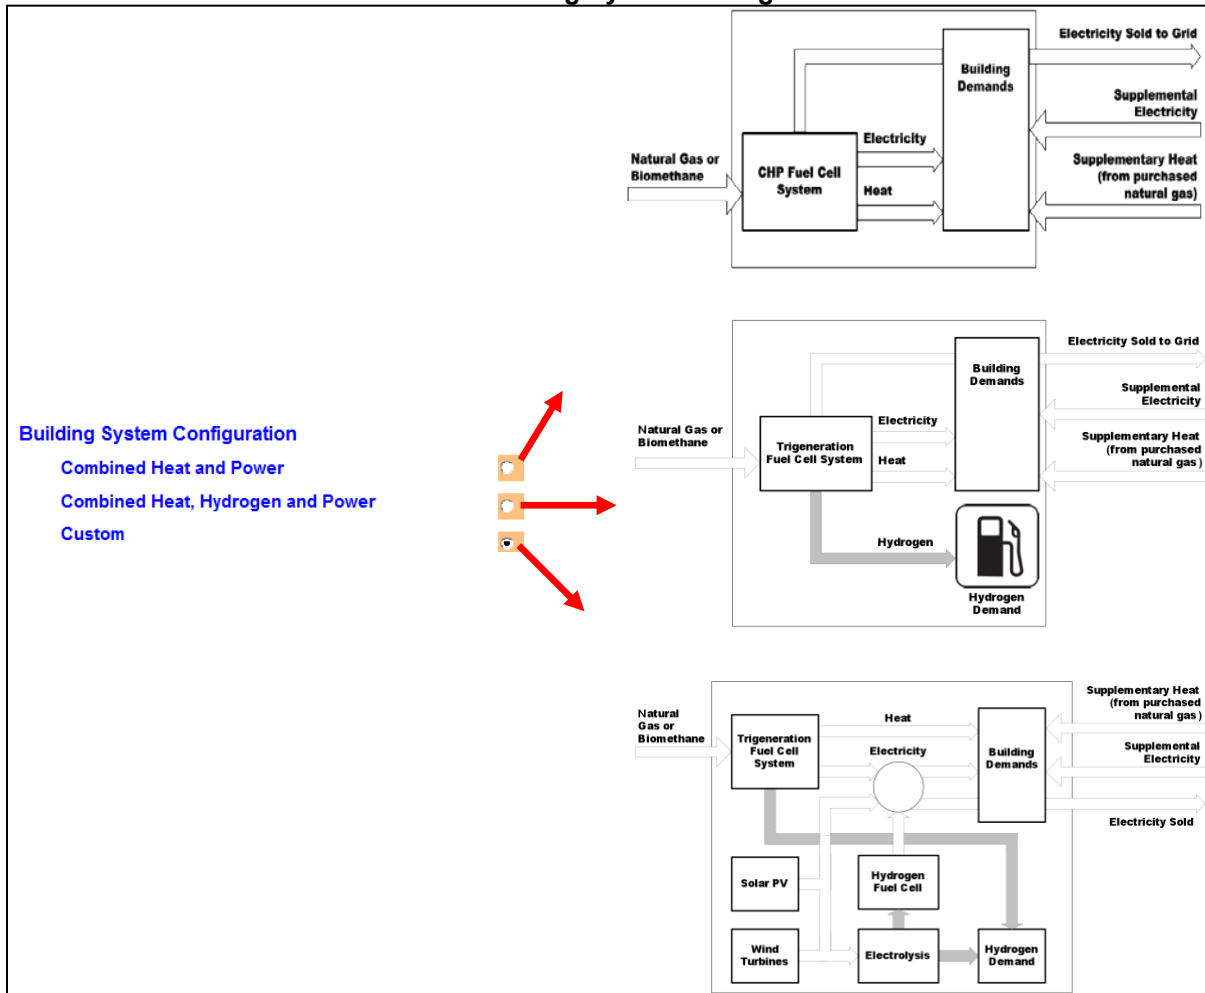 Electricity Sold to Grid
Building
Demands
Supplemental
Electricity
Electricity
Natural Gas or
Biomethane
CHP Fuel Cell
System
Heat
Supplementary Heat
(from purchased
natural gas)
Electricity Sold to Grid
Building
Demands
Supplemental
Electricity
Building System Configuration
Combined Heat and Power
Combined Heat, Hydrogen and Power
Custom
Natural Gas or
Biomethane
Trigeneration
Fuel Cell System
Electricity
Heat
Supplementary Heat
(from purchased
natural gas)
Hydrogen
Hydrogen
Demand
Natural
Gas or
Biomethane
Trigeneration
Fuel Cell
System
Heat
Electricity
Building
Demands
Supplementary Heat
(from purchased
natural gas)
Supplemental
Electricity
Electricity Sold
Solar PV
Hydrogen
Fuel Cell
Wind
Turbines
Electrolysis
Hydrogen
Demand